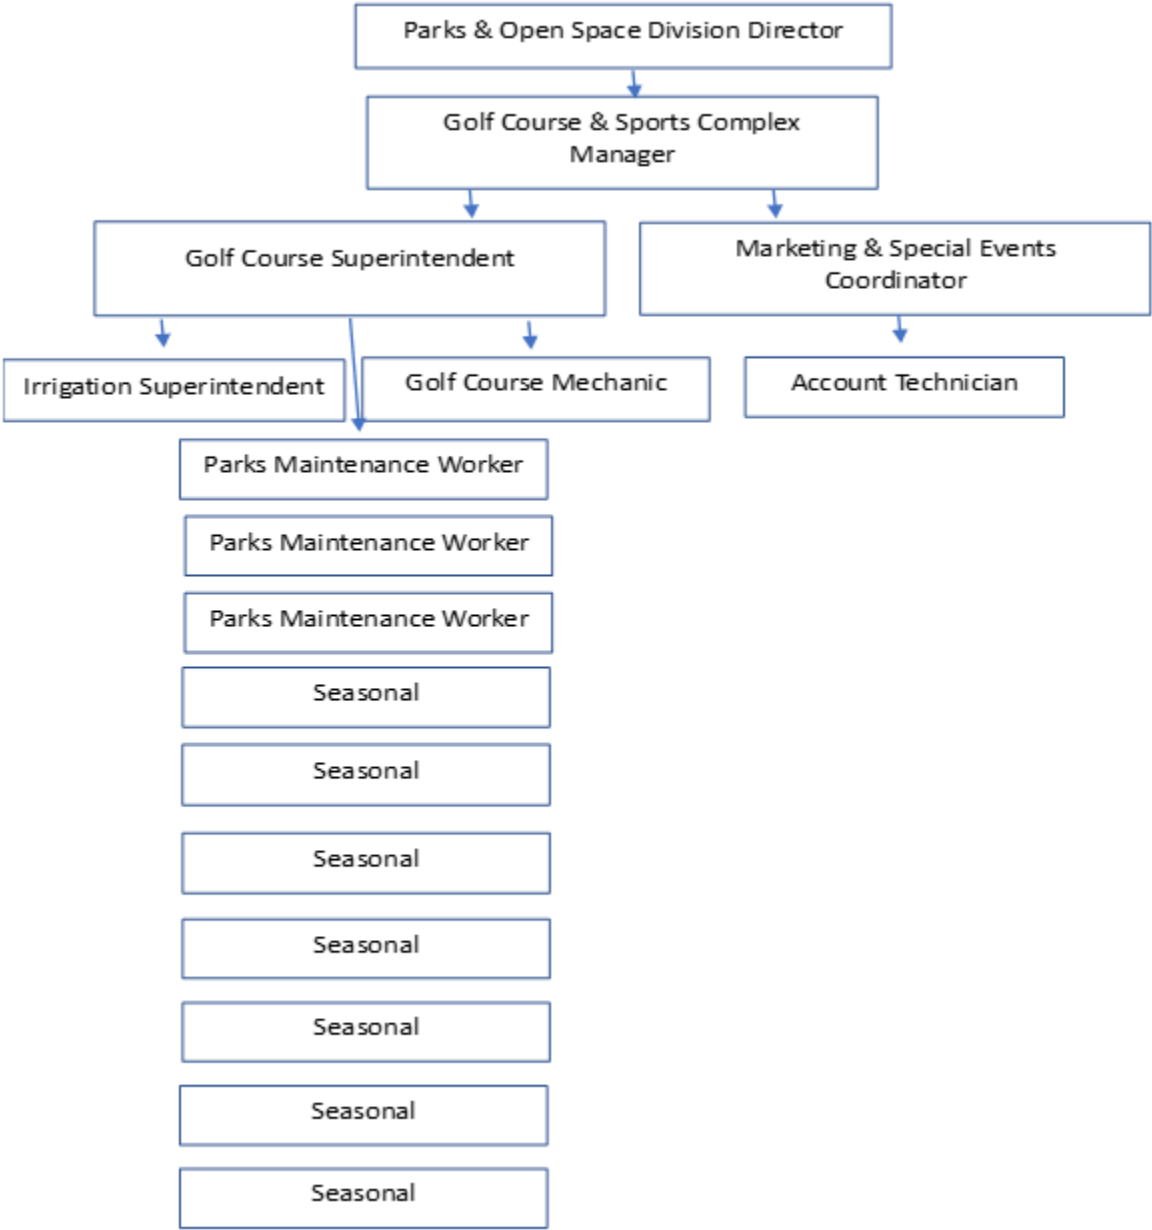 Parks & Open Space Division Director
Golf Course & Sports Complex
Manager
Golf Course Superintendent
Marketing & Special Events
Coordinator
Irrigation Superintendent
Golf Course Mechanic
Account Technician
Parks Maintenance Worker
Parks Maintenance Worker
Parks Maintenance Worker
Seasonal
Seasonal
Seasonal
Seasonal
Seasonal
Seasonal
Seasonal